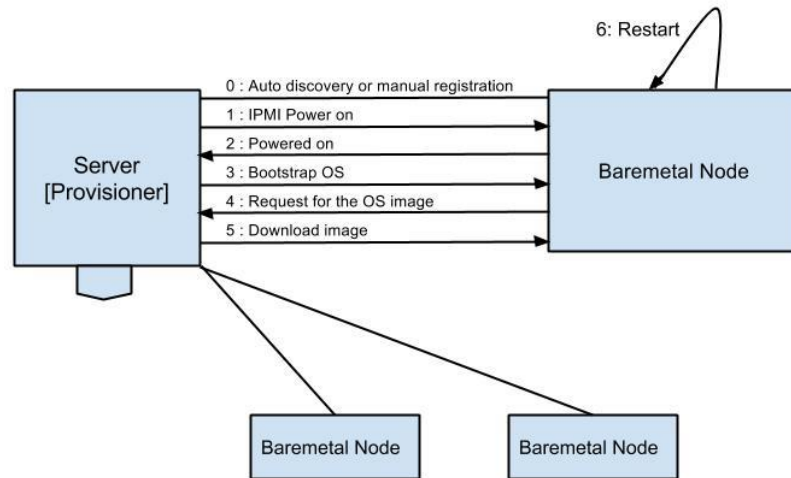 6: Restart
0 : Auto discovery or manual registration
1 : IPMI Power on
2 : Powered on
3 : Bootstrap OS
4 : Request for the OS image
5 : Download image
Server
[Provisioner]
Baremetal Node
Baremetal Node
Baremetal Node